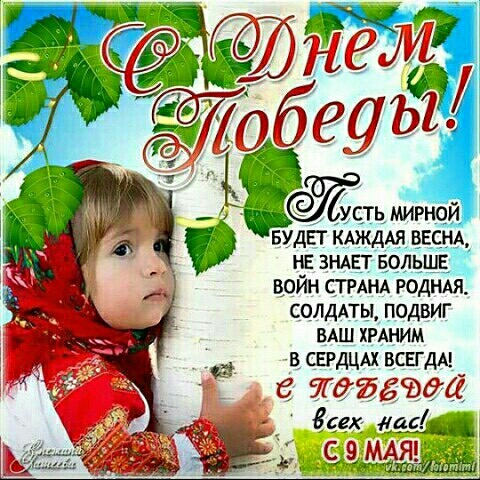 С Днем
Победы!
Пусть мирной
будет каждая весна,
не знает больше
войн страна родная.
Солдаты, подвиг
ваш храним
в сердцах всегда!
С ПОБЕДОЙ
всех нас!
С 9 МАЯ!
vk.com/lolomimi